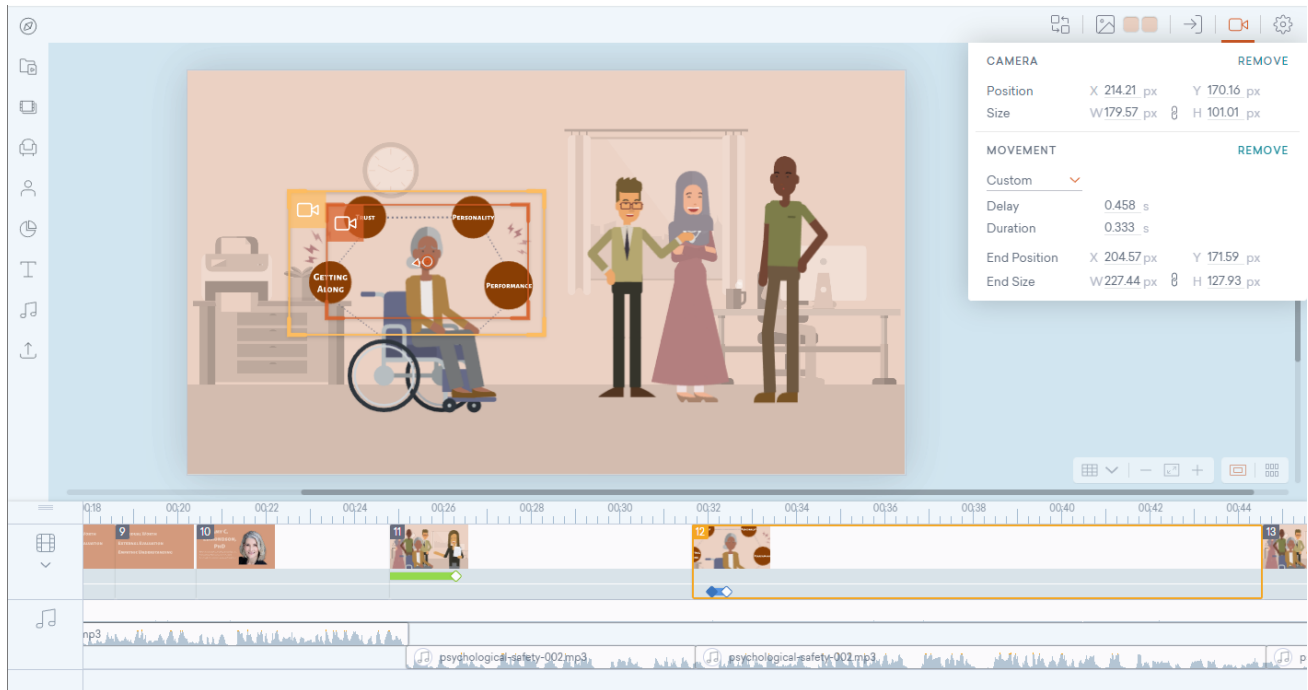 CAMERA REMOVE
Position X 214.21 px Y 170.16 px
Size W 179.57 px H 101.01 px
MOVEMENT REMOVE
Custom
Delay 0.458 s
Duration 0.333 s
End Position X 204.57 px Y 171.59 px
End Size W 227.44 px H 127.93 px
TRUST PERSONALITY
GETTING
ALONG
PERFORMANCE
00:18 00:20 00:22 00:24 00:26 00:28 00:30 00:32 00:34 00:36 00:38 00:40 00:42 00:44
9 10 11 12 13
PHD
mp3
psychological-safety-002.mp3 psychological-safety-002.mp3 p